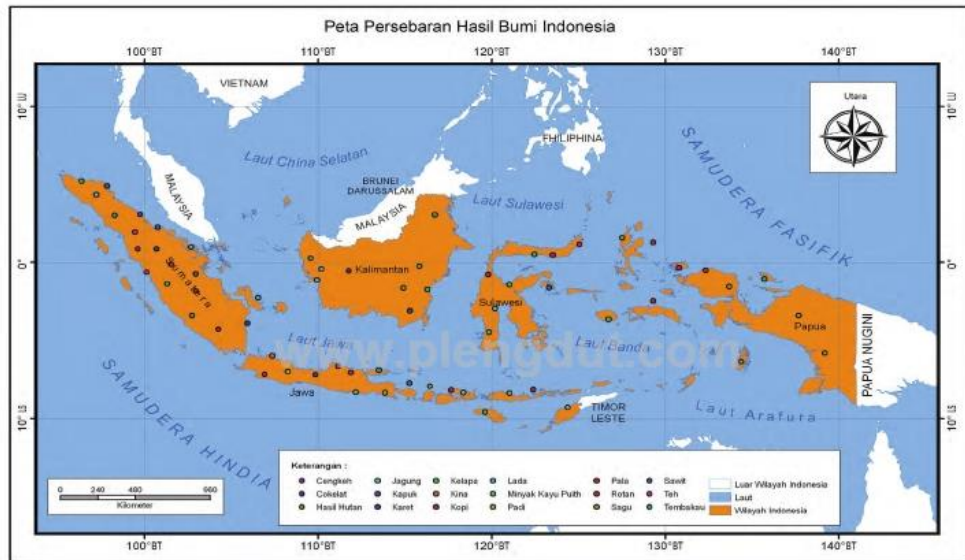 Peta Persebaran Hasil Bumi Indonesia
100°BT 110°BT 120°BT 130°BT 140°BT
10° U
10° U
0°
0°
10° LS
10° LS
Utara
VIETNAM
PHILIPHINA
MALAYSIA
BRUNEI
DARUSSALAM
MALAYSIA
Laut China Selatan
Laut Sulawesi
SAMUDERA FASIFIK
Sumatera
Kalimantan
Sulawesi
Papua
PAPUA NUGINI
Laut Jawa
Laut Banda
www.plengdut.com
Jawa
TIMOR
LESTE
Laut Arafura
SAMUDERA HINDIA
0 240 480 960
Kilometer
Keterangan :
Cengkeh Jagung Kelapa Lada Pala Sawit Luar Wilayah Indonesia
Cokelat Kapuk Kina Minyak Kayu Puith Rotan Teh Laut
Hasil Hutan Karet Kopi Padi Sagu Tembakau Wilayah Indonesia
100°BT 110°BT 120°BT 130°BT 140°BT